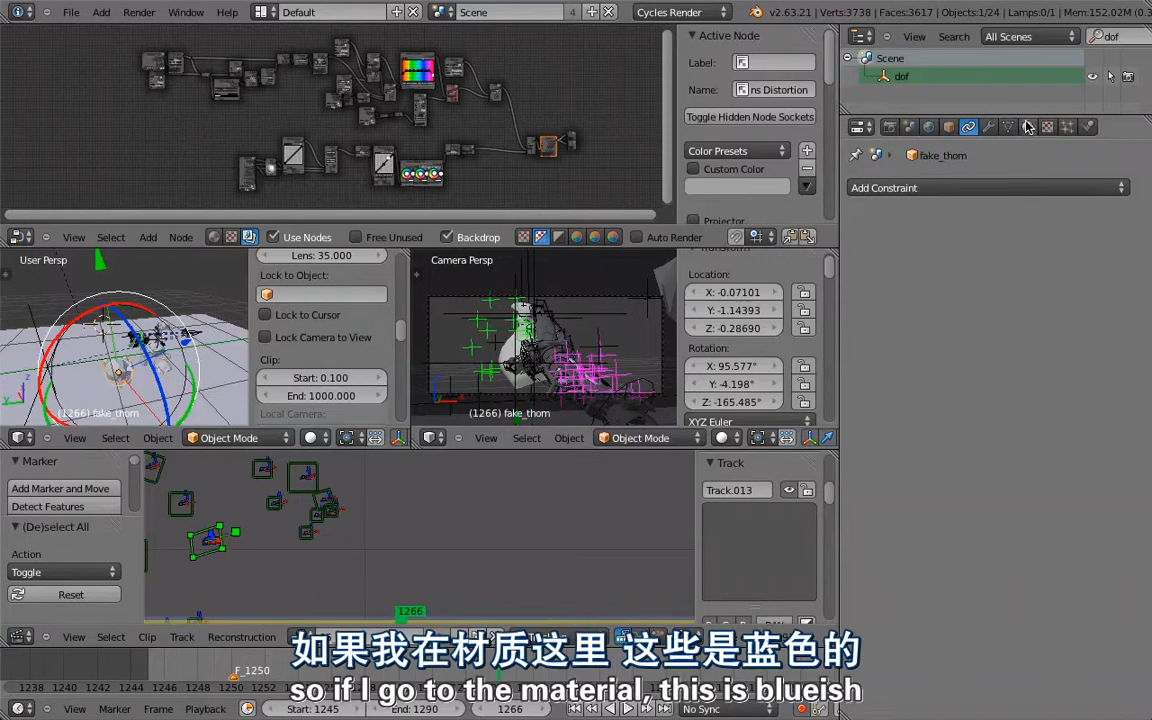 File Add Render Window Help Default Scene 4 Cycles Render v2.63.21 | Verts:3738 | Faces:3617 | Objects:1/24 | Lamps:0/1 | Mem:152.02M
View Search All Scenes dof
Scene
dof
fake_thom
Add Constraint
Active Node
Label:
Name: ns Distortion
Toggle Hidden Node Sockets
Color Presets
Custom Color
Projector
View Select Add Node Use Nodes Free Unused Backdrop Auto Render
User Persp
(1266) fake_thom
Lens: 35.000
Lock to Object:
Lock to Cursor
Lock Camera to View
Clip:
Start: 0.100
End: 1000.000
Local Camera:
Camera Persp
(1266) fake_thom
Transform
Location:
X: -0.07101
Y: -1.14393
Z: -0.28690
Rotation:
X: 95.577°
Y: -4.198°
Z: -165.485°
XYZ Euler
View Select Object Object Mode
View Select Object Object Mode
Marker
Add Marker and Move
Detect Features
(De)select All
Action
Toggle
Reset
1266
Track
Track.013
View Select Clip Track Reconstruction
如果我在材质这里 这些是蓝色的
so if I go to the material, this is blueish
F_1250
1238 1240 1242 1244 1246 1248 1250 1252
View Marker Frame Playback Start: 1245 End: 1290 1266 No Sync